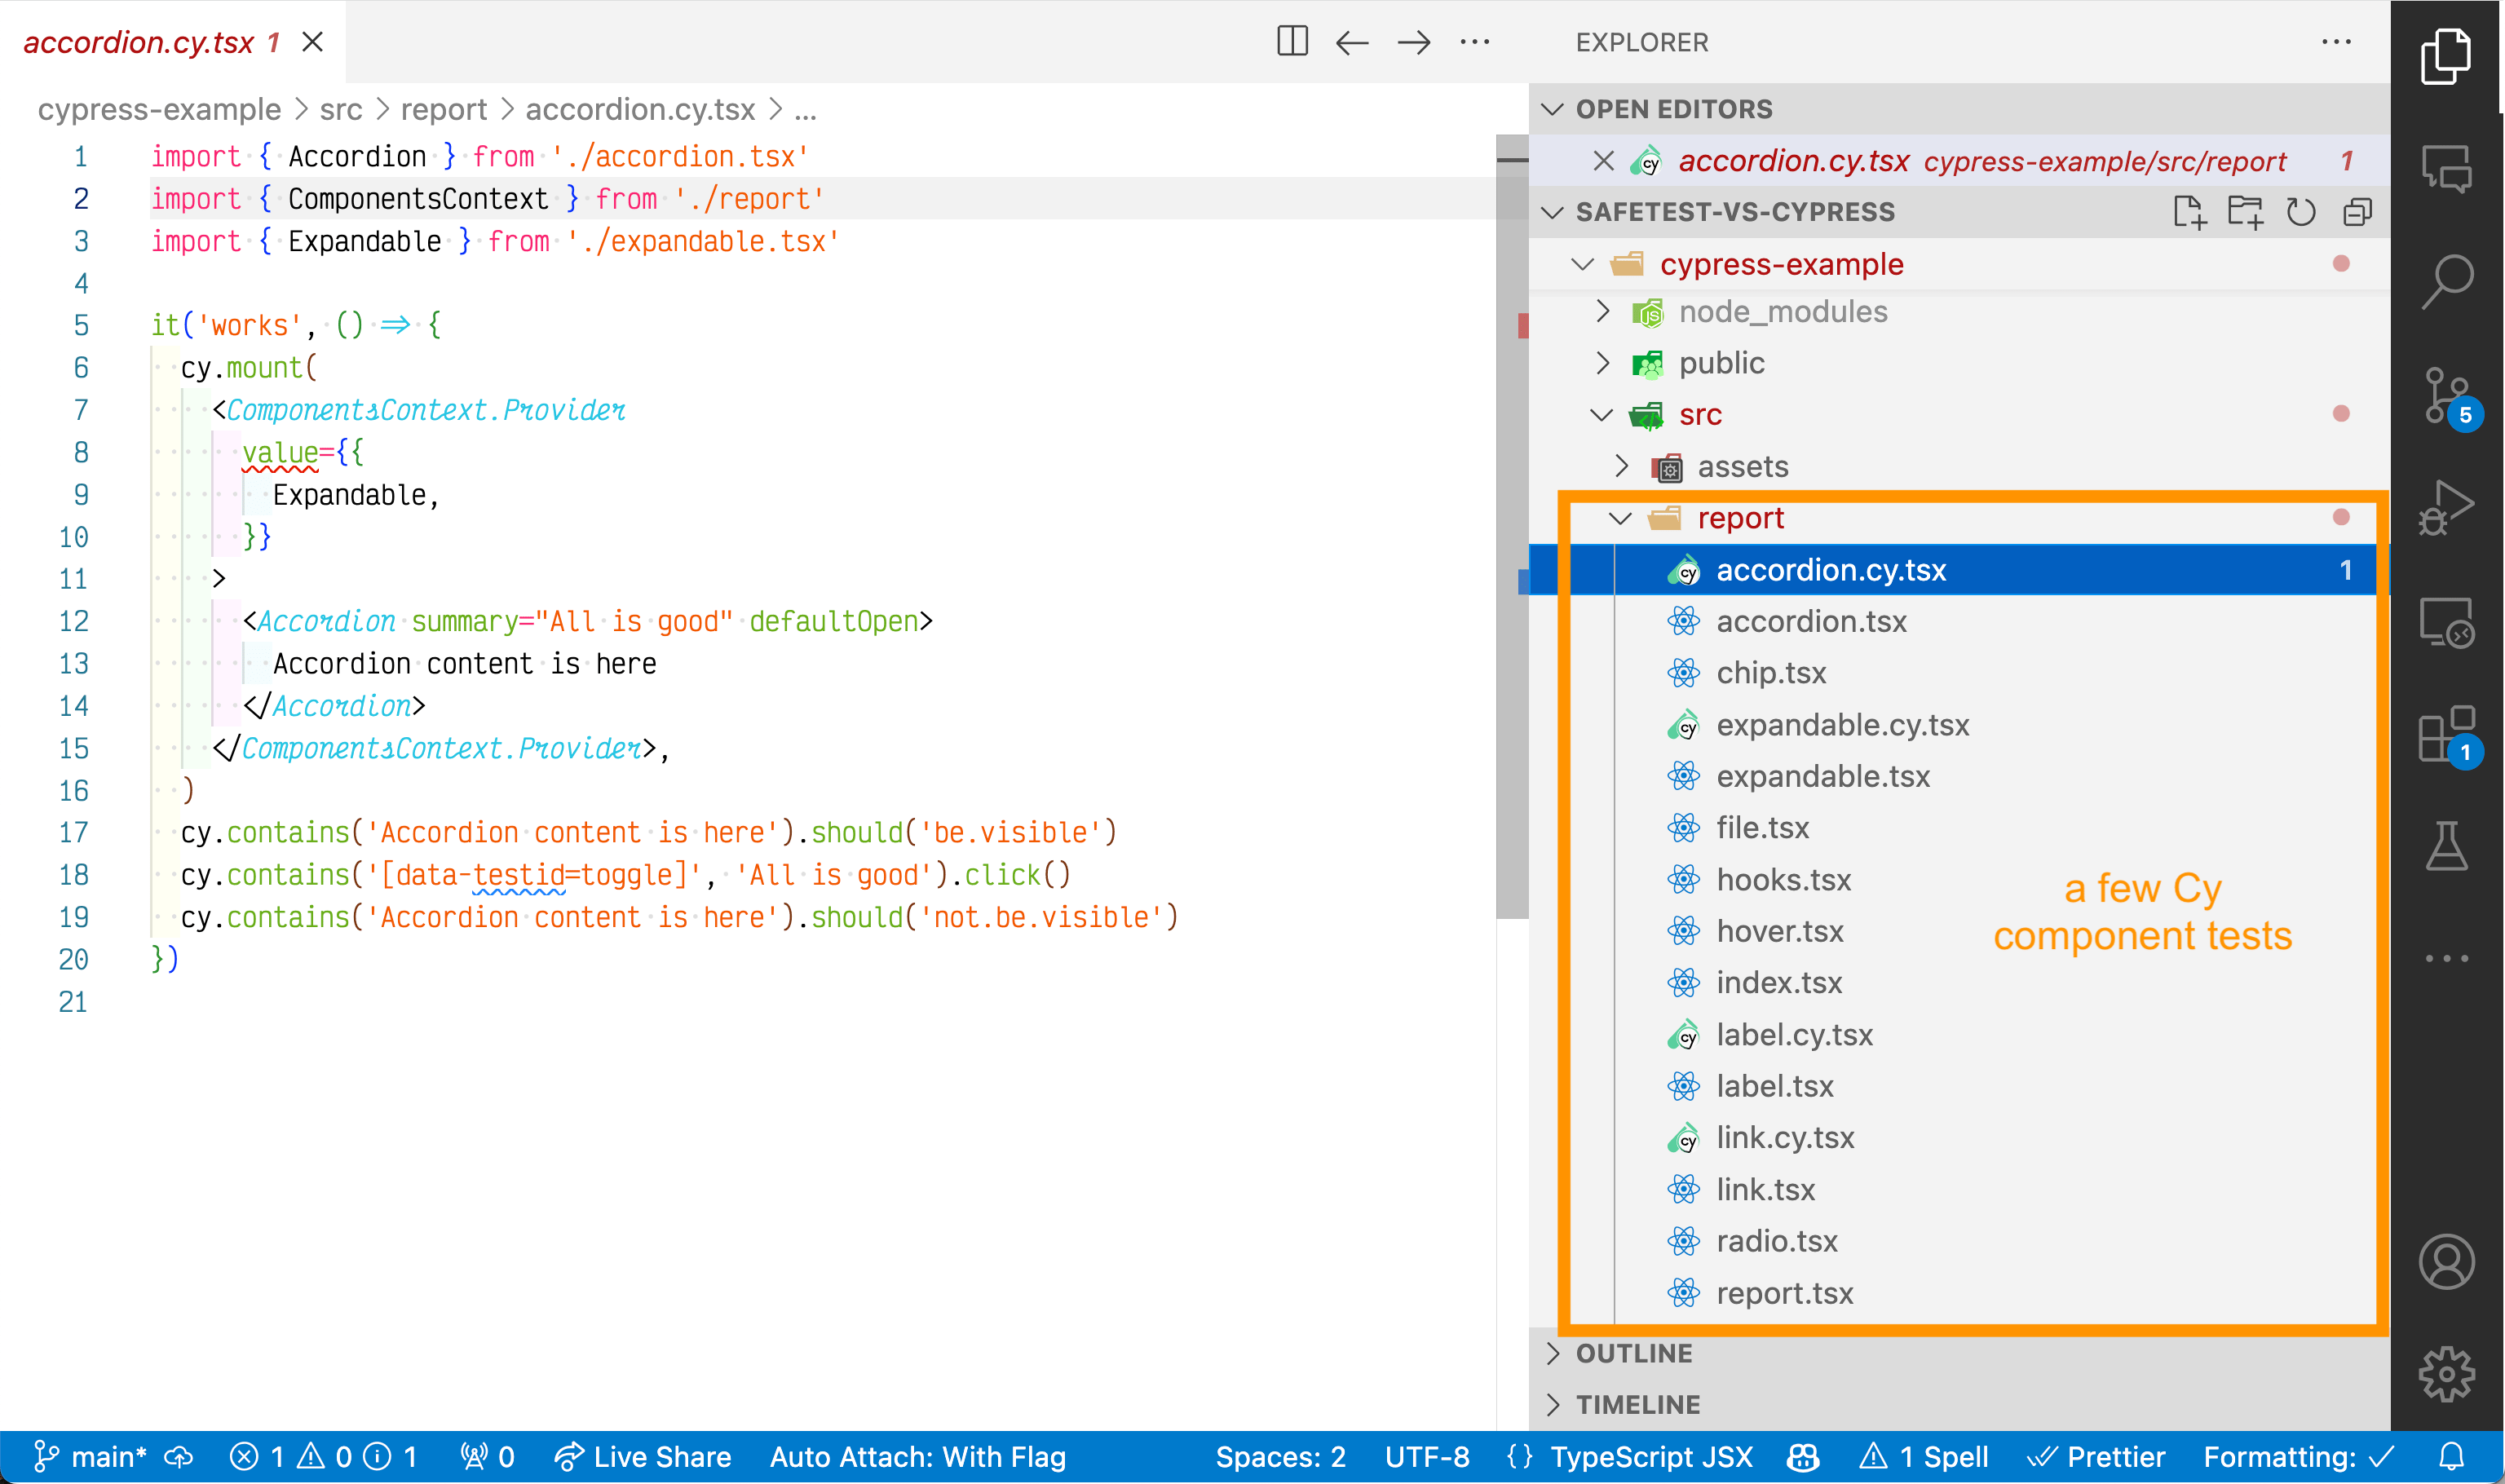 accordion.cy.tsx 1
cypress-example > src > report > accordion.cy.tsx > ...
1 import { Accordion } from './accordion.tsx'
2 import { ComponentsContext } from './report'
3 import { Expandable } from './expandable.tsx'
4
5 it('works', () => {
6 cy.mount(
7 <ComponentsContext.Provider
8 value={{
9 Expandable,
10 }}
11 >
12 <Accordion summary="All is good" defaultOpen>
13 Accordion content is here
14 </Accordion>
15 </ComponentsContext.Provider>,
16 )
17 cy.contains('Accordion content is here').should('be.visible')
18 cy.contains('[data-testid=toggle]', 'All is good').click()
19 cy.contains('Accordion content is here').should('not.be.visible')
20 })
21
EXPLORER
OPEN EDITORS
cy accordion.cy.tsx cypress-example/src/report 1
SAFETEST-VS-CYPRESS
cypress-example
JS node_modules
public
src
assets
report
cy accordion.cy.tsx 1
accordion.tsx
chip.tsx
cy expandable.cy.tsx
expandable.tsx
file.tsx
hooks.tsx
hover.tsx
index.tsx
cy label.cy.tsx
label.tsx
cy link.cy.tsx
link.tsx
radio.tsx
report.tsx
a few Cy
component tests
OUTLINE
TIMELINE
5
1
main* 1 0 1 0 Live Share Auto Attach: With Flag Spaces: 2 UTF-8 {} TypeScript JSX 1 Spell Prettier Formatting: ✓